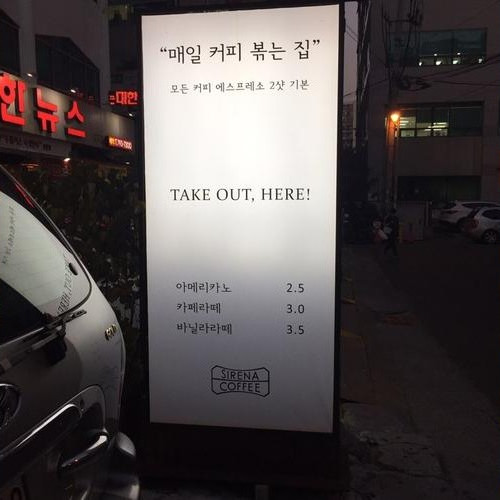 “매일 커피 볶는 집”
모든 커피 에스프레소 2샷 기본
TAKE OUT, HERE!
아메리카노 2.5
카페라떼 3.0
바닐라라떼 3.5
SIRENA
COFFEE
한뉴스
대한